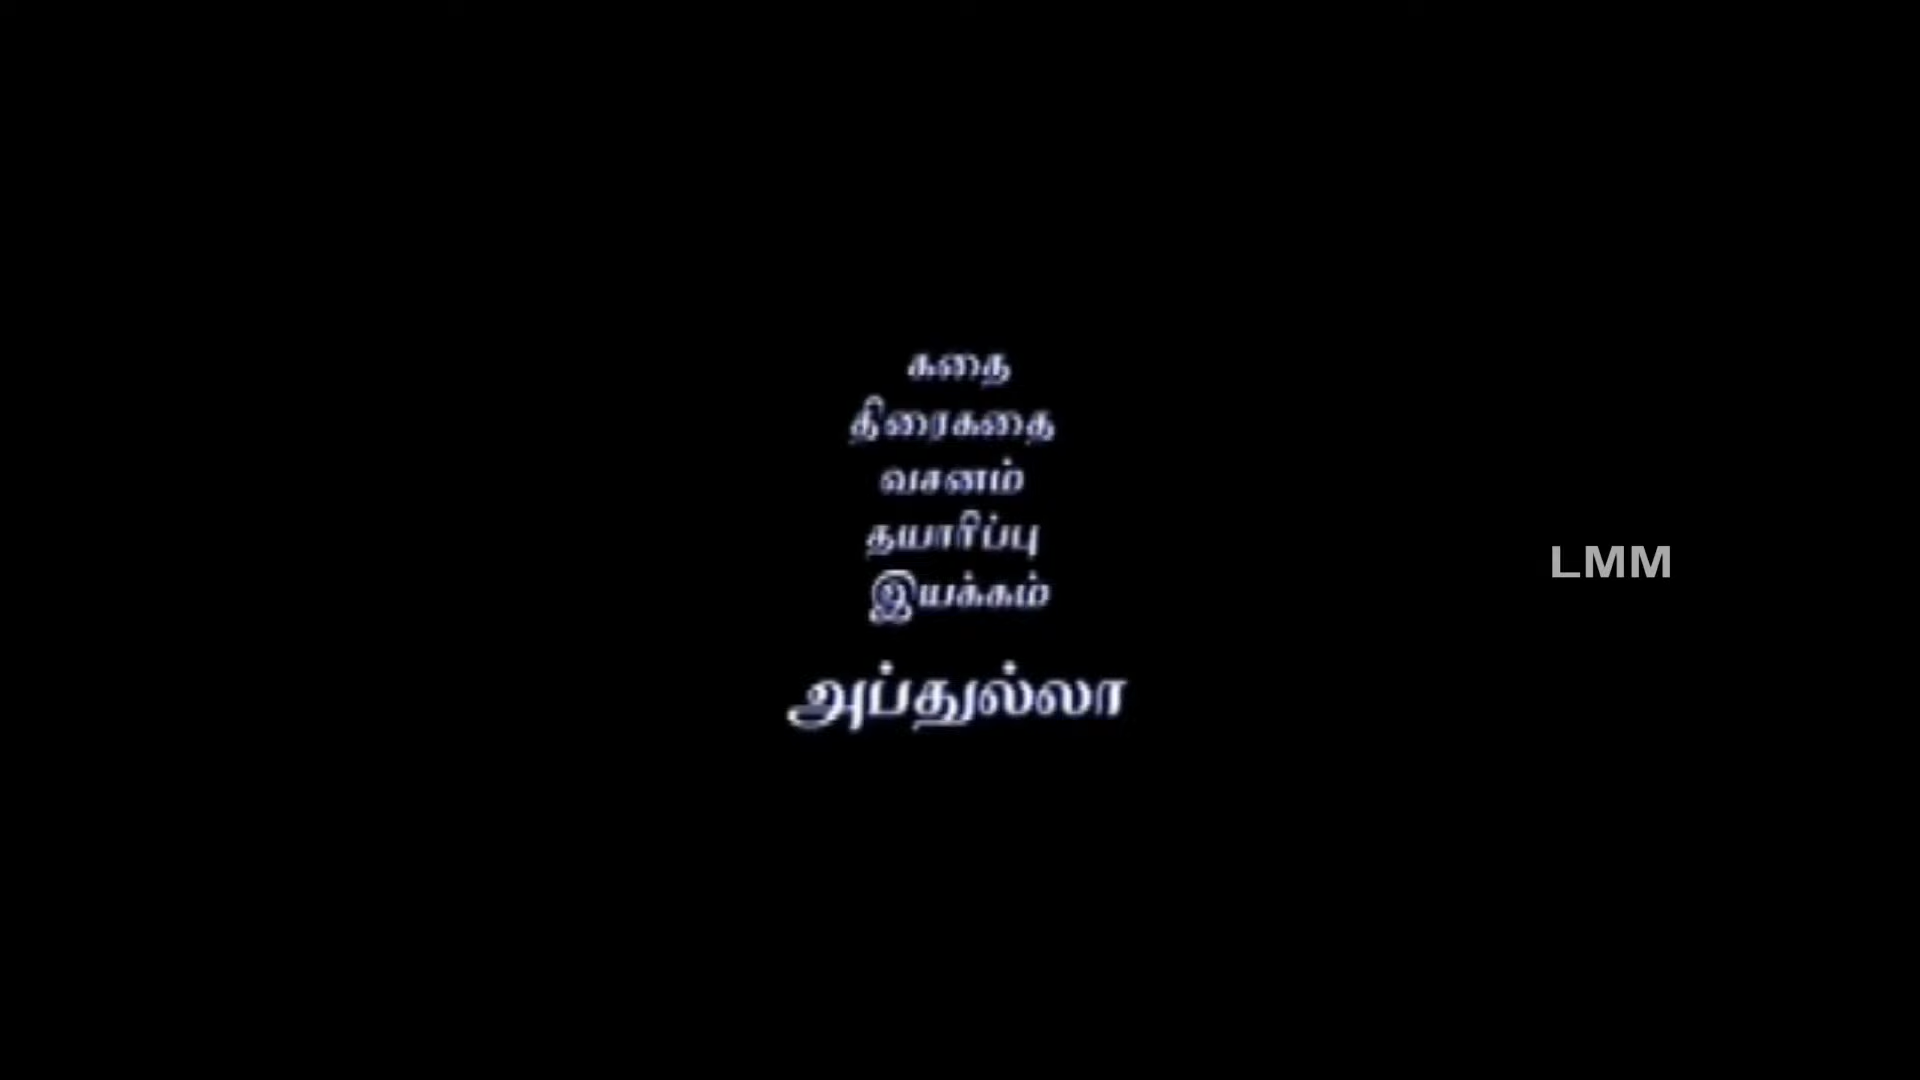 கதை
திரைகதை
வசனம்
தயாரிப்பு
இயக்கம்
LMM
அப்துல்லா